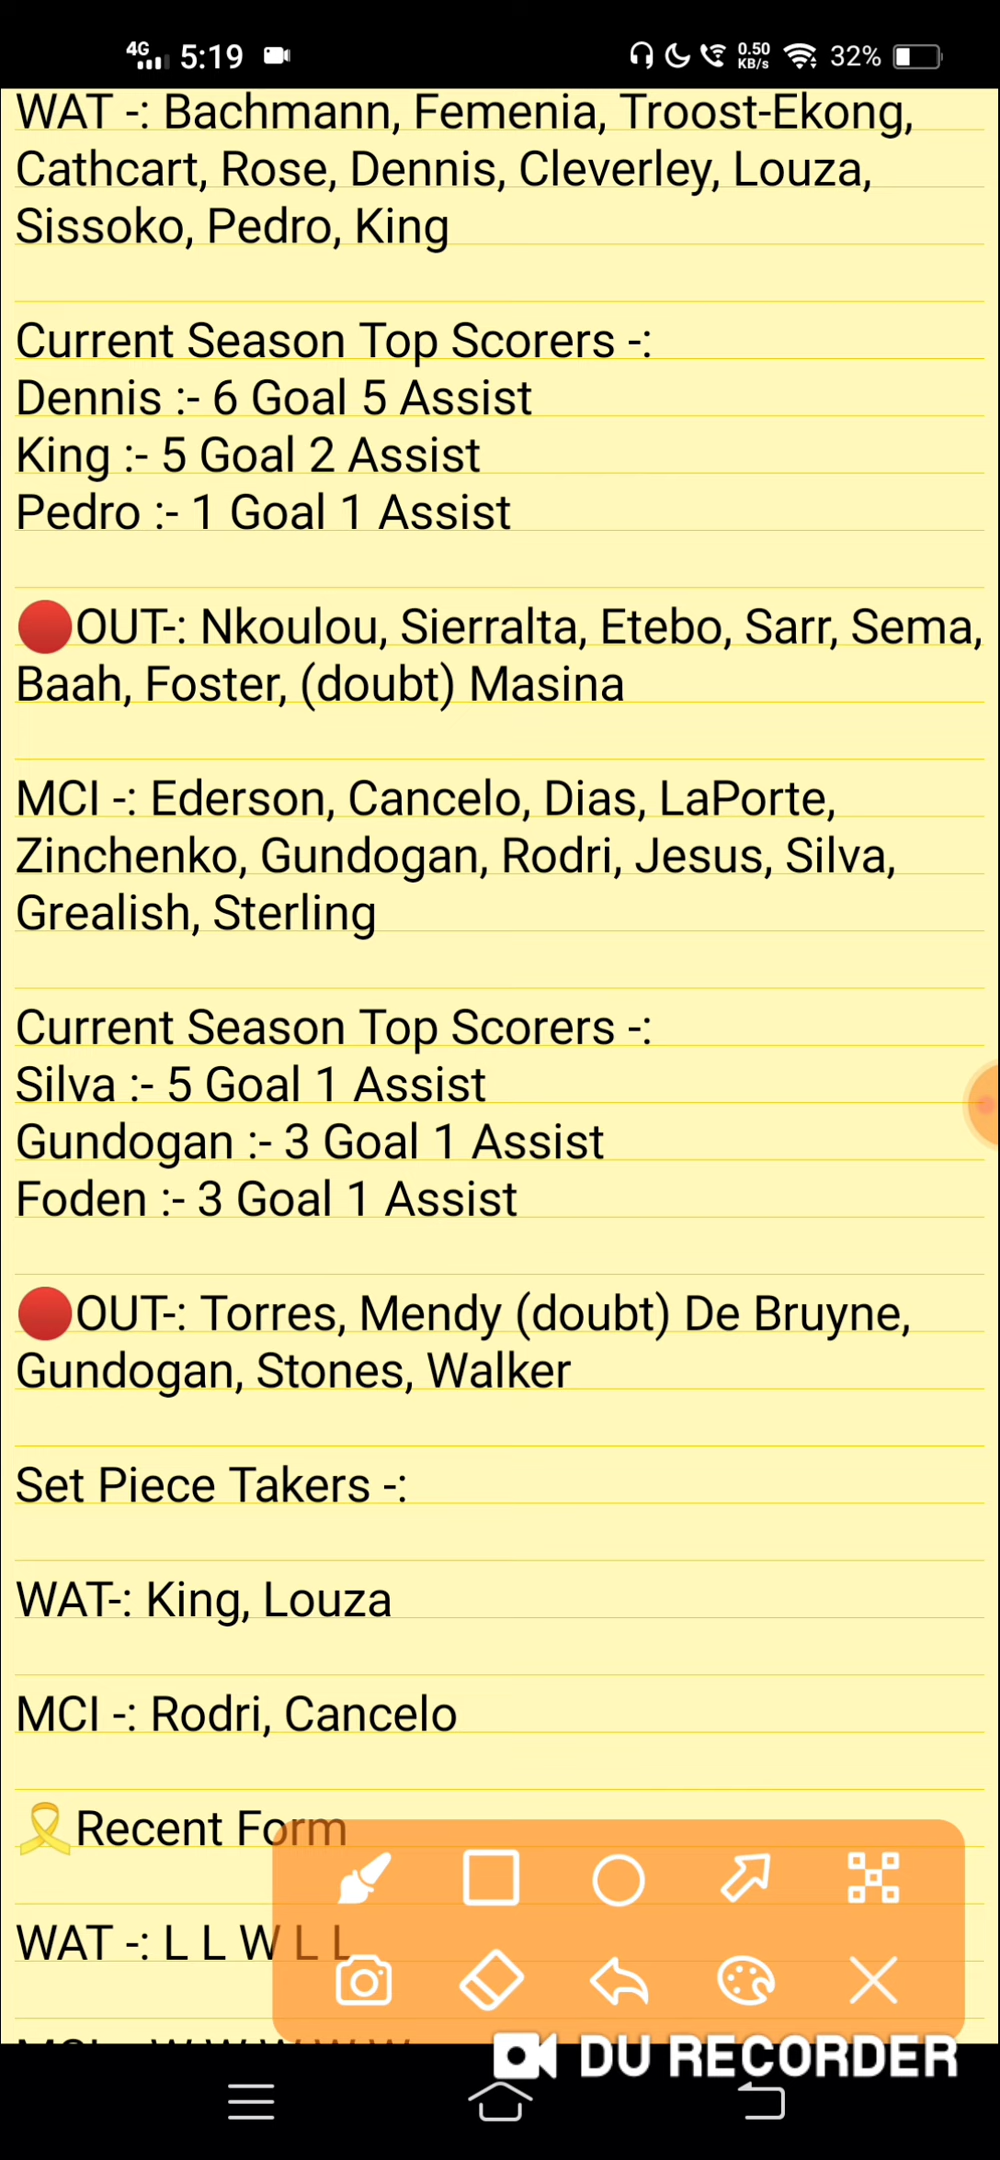 4G 5:19 0.50 KB/s 32%
WAT -: Bachmann, Femenia, Troost-Ekong,
Cathcart, Rose, Dennis, Cleverley, Louza,
Sissoko, Pedro, King
Current Season Top Scorers -:
Dennis :- 6 Goal 5 Assist
King :- 5 Goal 2 Assist
Pedro :- 1 Goal 1 Assist
🔴OUT-: Nkoulou, Sierralta, Etebo, Sarr, Sema,
Baah, Foster, (doubt) Masina
MCI -: Ederson, Cancelo, Dias, LaPorte,
Zinchenko, Gundogan, Rodri, Jesus, Silva,
Grealish, Sterling
Current Season Top Scorers -:
Silva :- 5 Goal 1 Assist
Gundogan :- 3 Goal 1 Assist
Foden :- 3 Goal 1 Assist
🔴OUT-: Torres, Mendy (doubt) De Bruyne,
Gundogan, Stones, Walker
Set Piece Takers -:
WAT-: King, Louza
MCI -: Rodri, Cancelo
🎗Recent Form
WAT -: L L W L L
MCI -: W W W W W
DU RECORDER